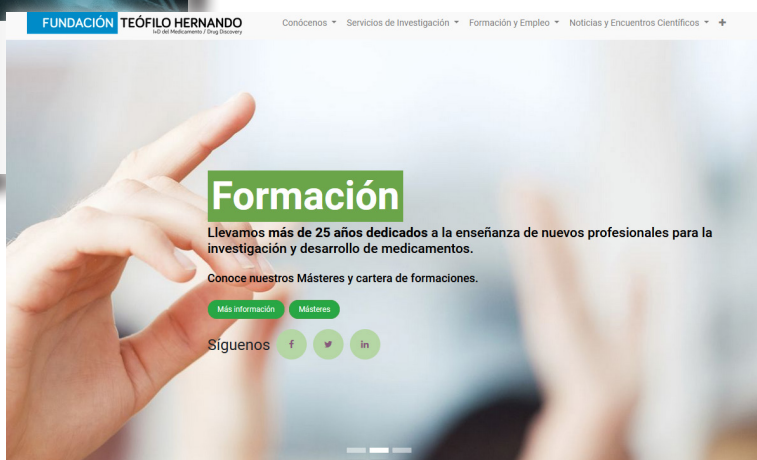 FUNDACIÓN TEÓFILO HERNANDO
I+D del Medicamento / Drug Discovery
Conócenos Servicios de Investigación Formación y Empleo Noticias y Encuentros Científicos +
Formación
Llevamos más de 25 años dedicados a la enseñanza de nuevos profesionales para la
investigación y desarrollo de medicamentos.
Conoce nuestros Másteres y cartera de formaciones.
Más información Másteres
Síguenos f in